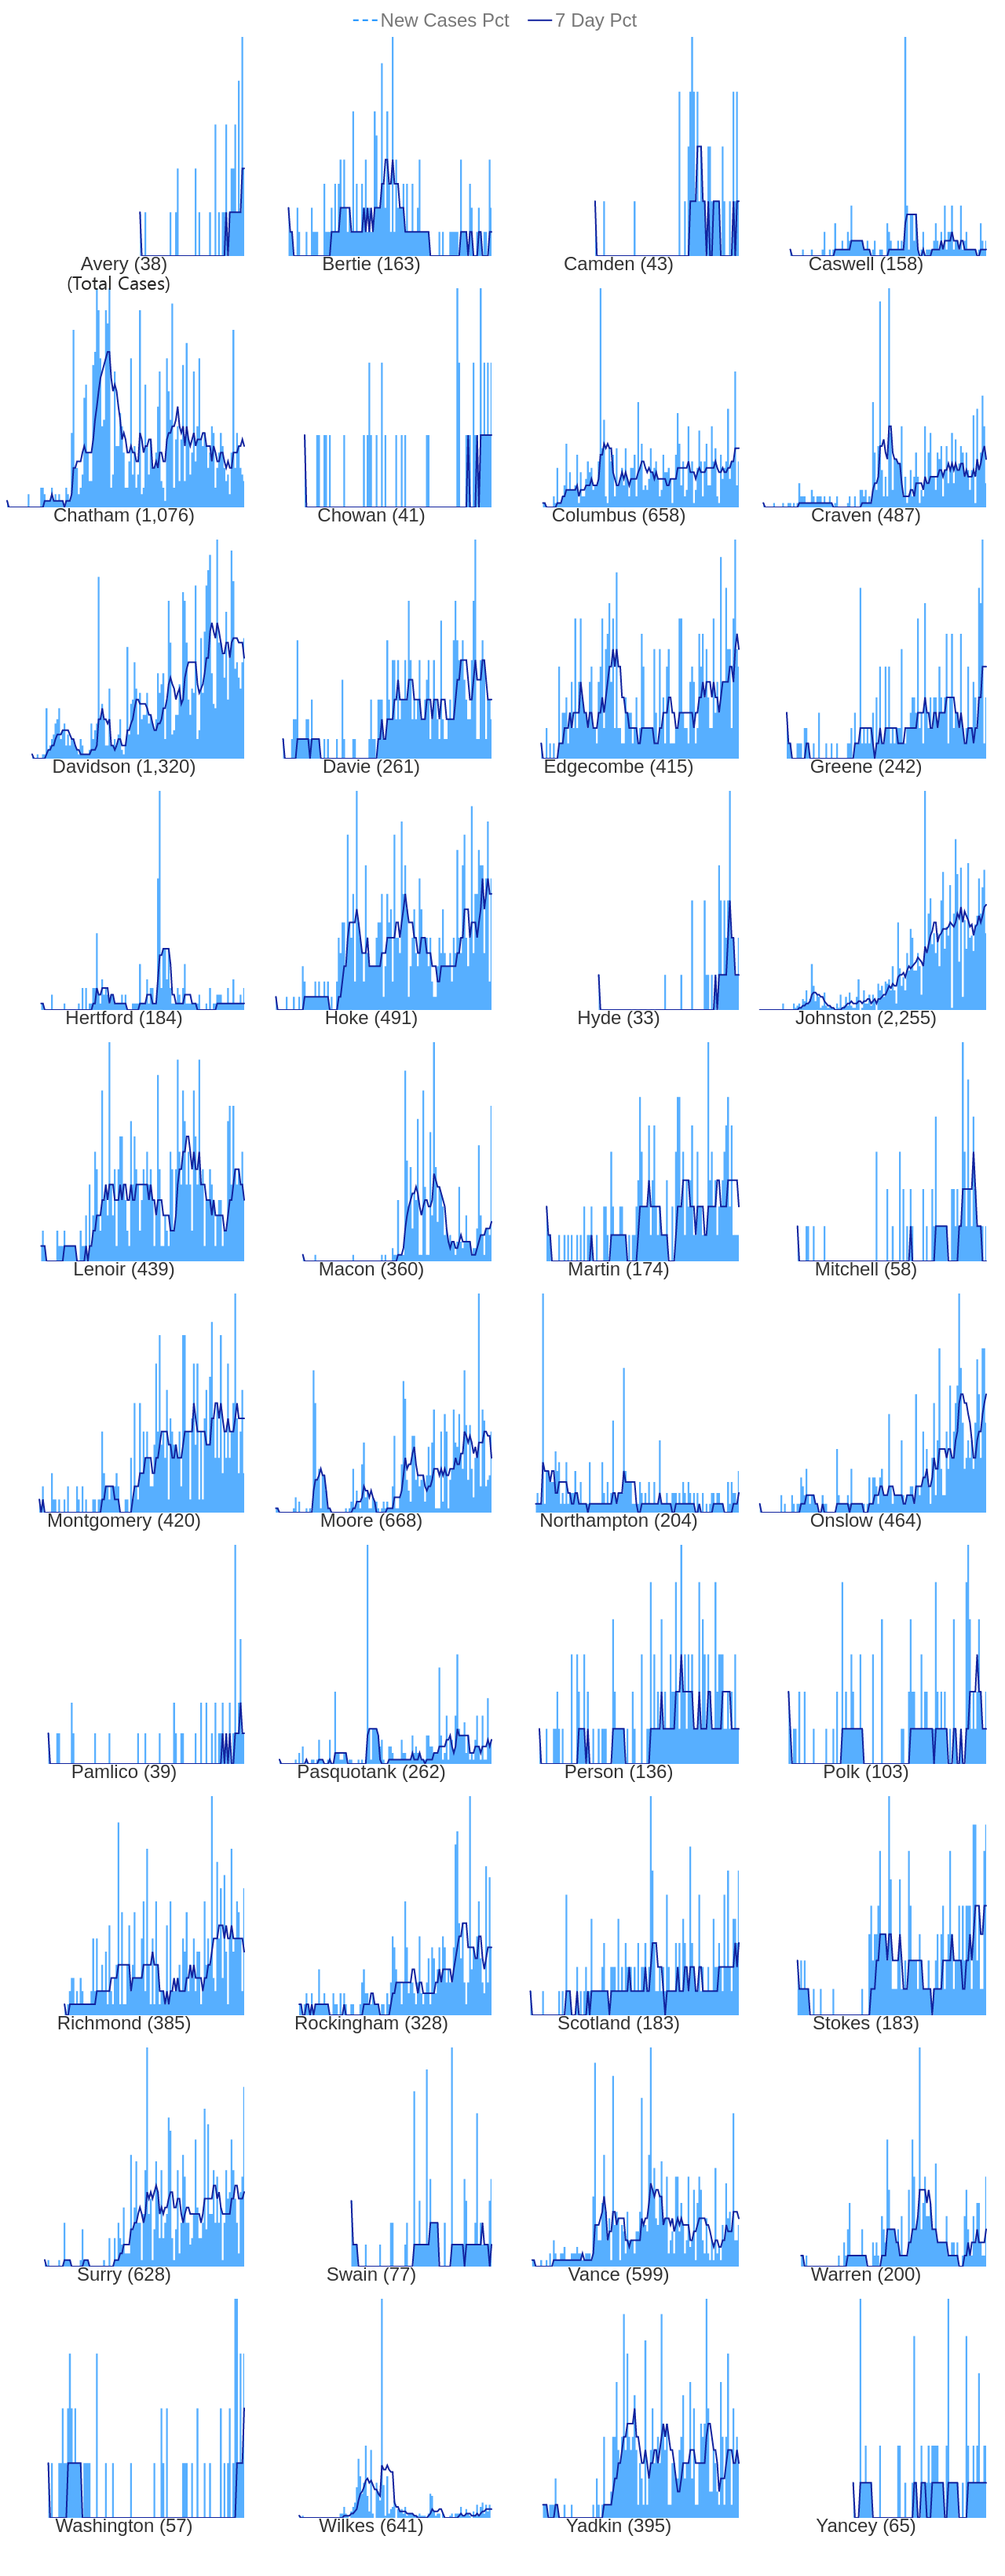 New Cases Pct 7 Day Pct
Avery (38) Bertie (163) Camden (43) Caswell (158)
(Total Cases)
Chatham (1,076) Chowan (41) Columbus (658) Craven (487)
Davidson (1,320) Davie (261) Edgecombe (415) Greene (242)
Hertford (184) Hoke (491) Hyde (33) Johnston (2,255)
Lenoir (439) Macon (360) Martin (174) Mitchell (58)
Montgomery (420) Moore (668) Northampton (204) Onslow (464)
Pamlico (39) Pasquotank (262) Person (136) Polk (103)
Richmond (385) Rockingham (328) Scotland (183) Stokes (183)
Surry (628) Swain (77) Vance (599) Warren (200)
Washington (57) Wilkes (641) Yadkin (395) Yancey (65)